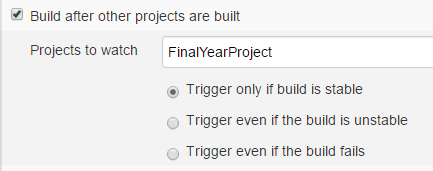 Build after other projects are built
Projects to watch FinalYearProject
Trigger only if build is stable
Trigger even if the build is unstable
Trigger even if the build fails